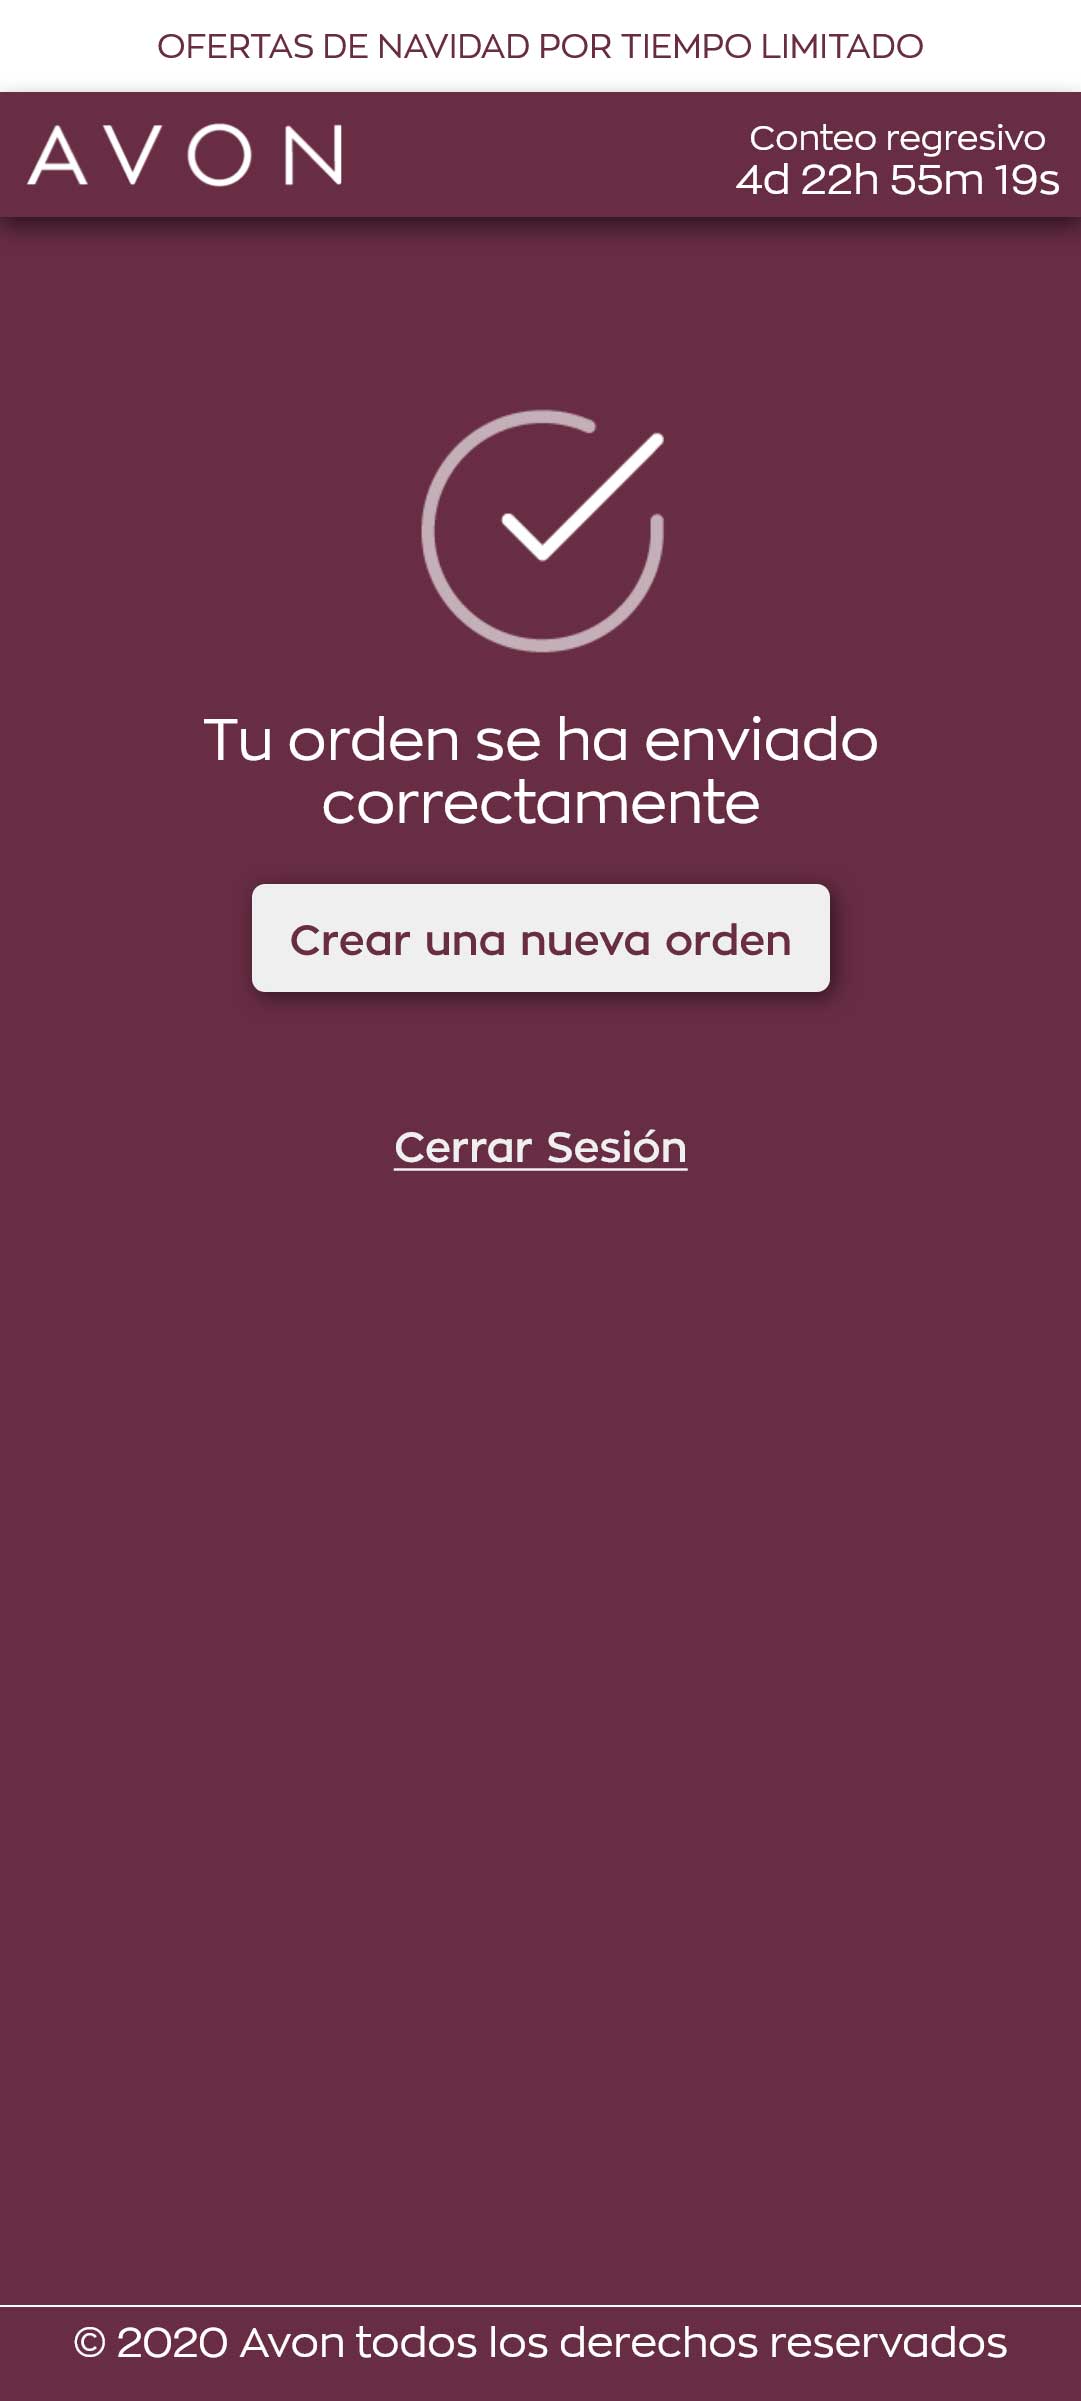 OFERTAS DE NAVIDAD POR TIEMPO LIMITADO
AVON
Conteo regresivo
4d 22h 55m 19s
Tu orden se ha enviado
correctamente
Crear una nueva orden
Cerrar Sesión
© 2020 Avon todos los derechos reservados